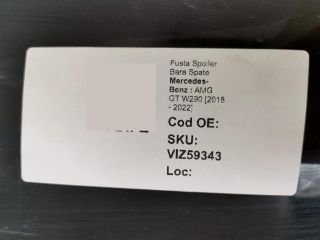 Fusta Spoiler
Bara Spate
Mercedes-
Benz : AMG
GT W290 [2018
- 2022]
Cod OE:
SKU:
VIZ59343
Loc: